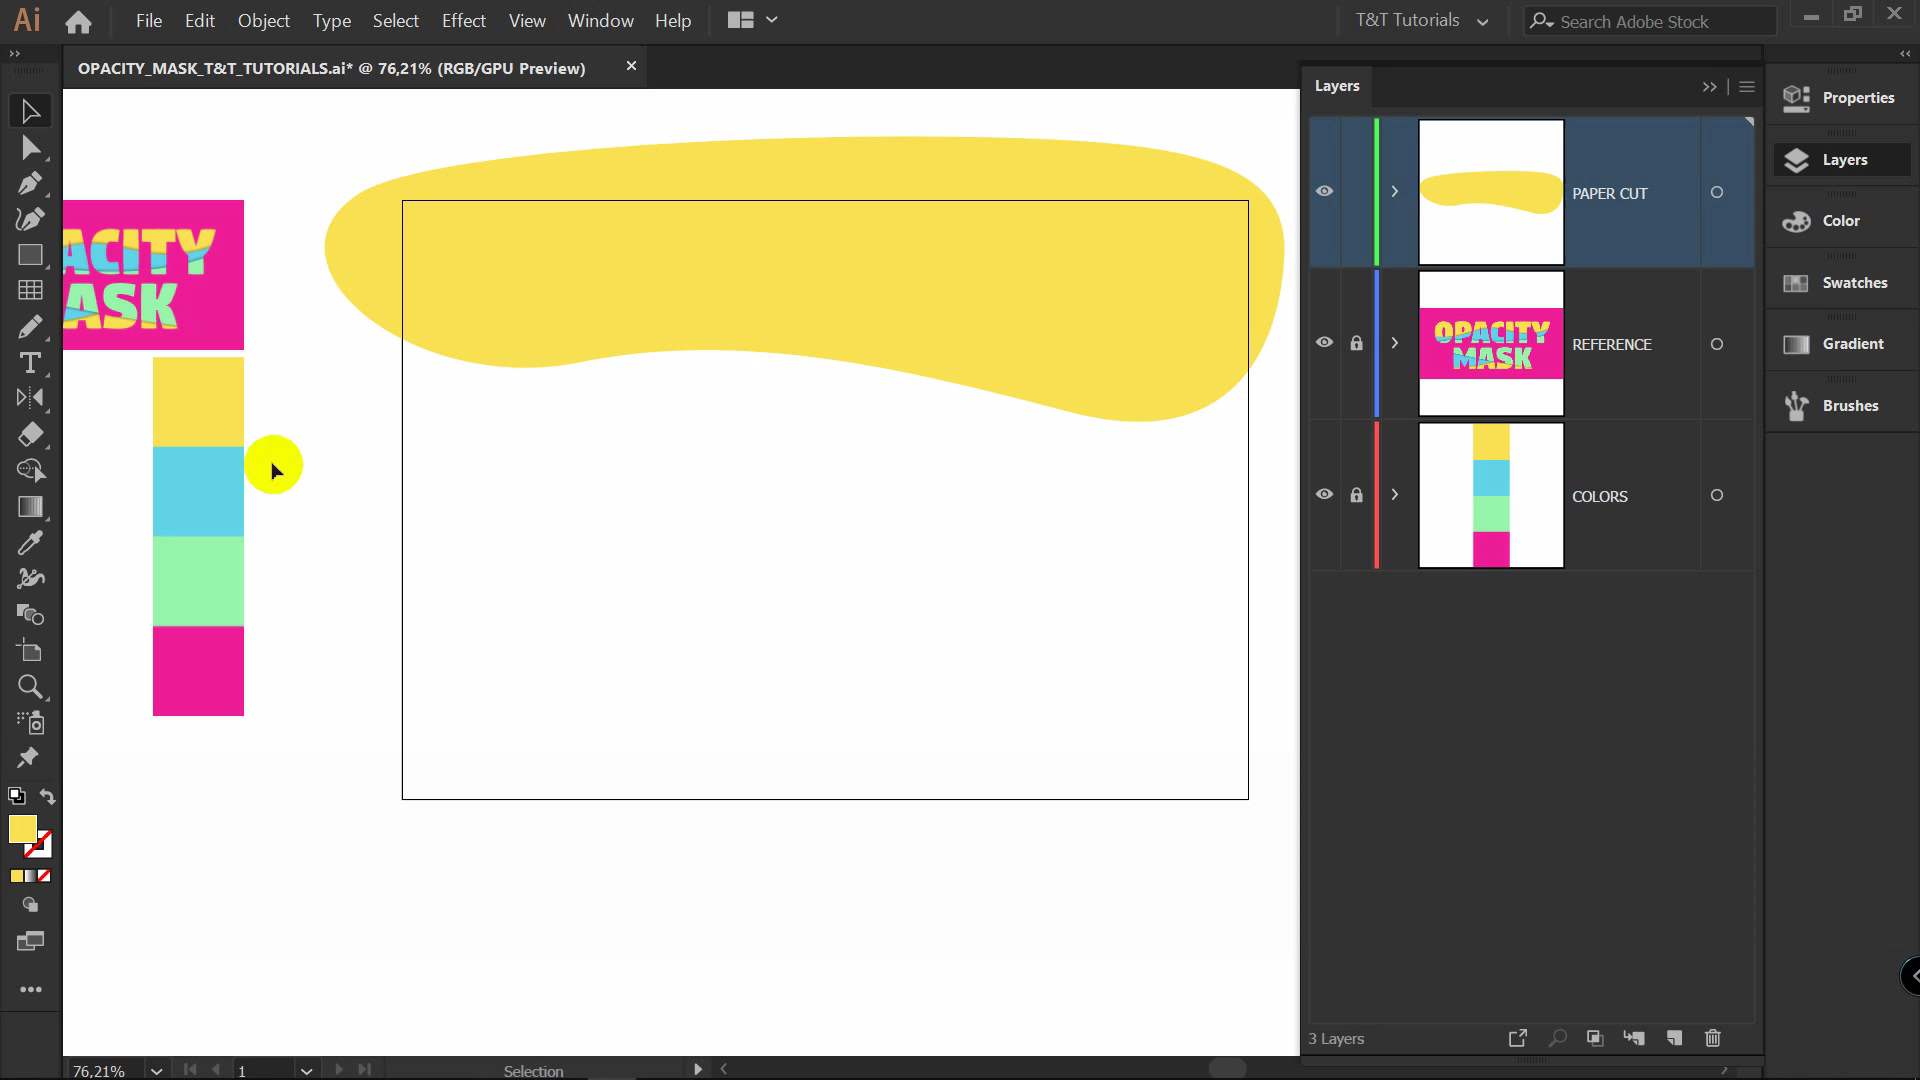 Ai File Edit Object Type Select Effect View Window Help T&T Tutorials Search Adobe Stock
OPACITY_MASK_T&T_TUTORIALS.ai* @ 76,21% (RGB/GPU Preview)
Layers
Properties
Layers
Color
Swatches
Gradient
Brushes
PAPER CUT
REFERENCE
COLORS
OPACITY
MASK
ACITY
ASK
3 Layers
76,21% 1 Selection